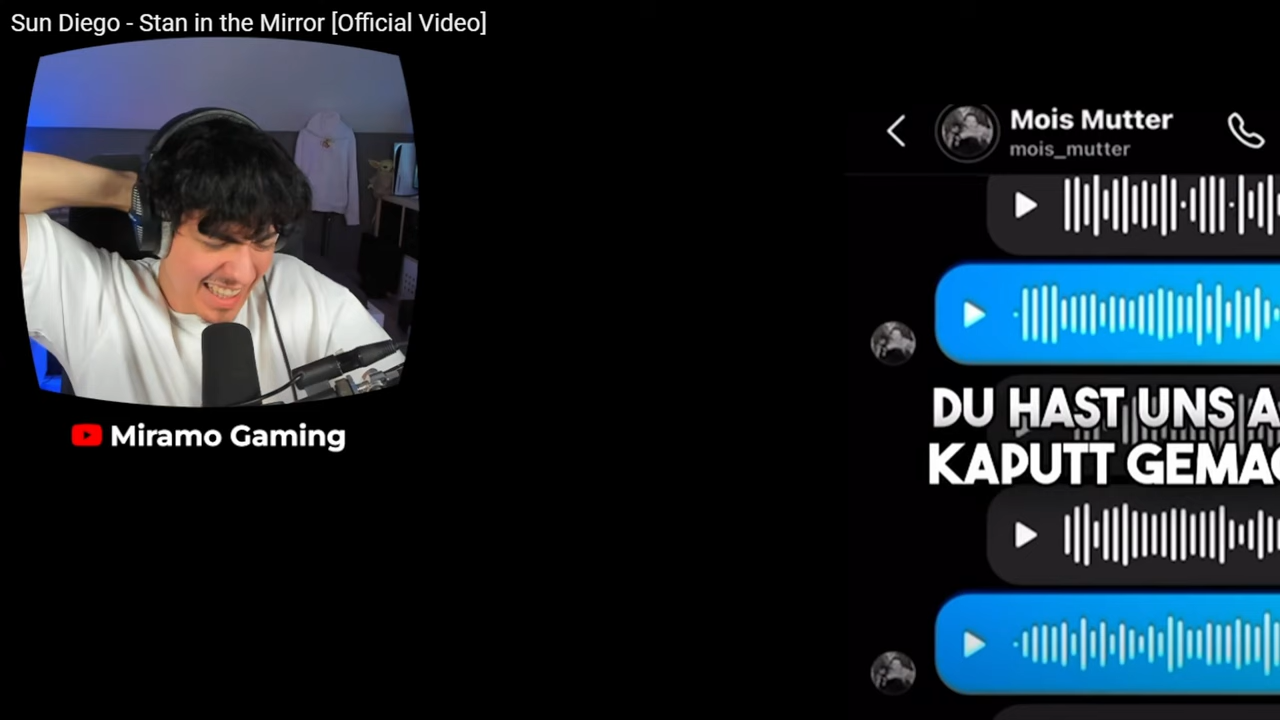 Sun Diego - Stan in the Mirror [Official Video]
Miramo Gaming
Mois Mutter
mois_mutter
DU HAST UNS A
KAPUTT GEMAC